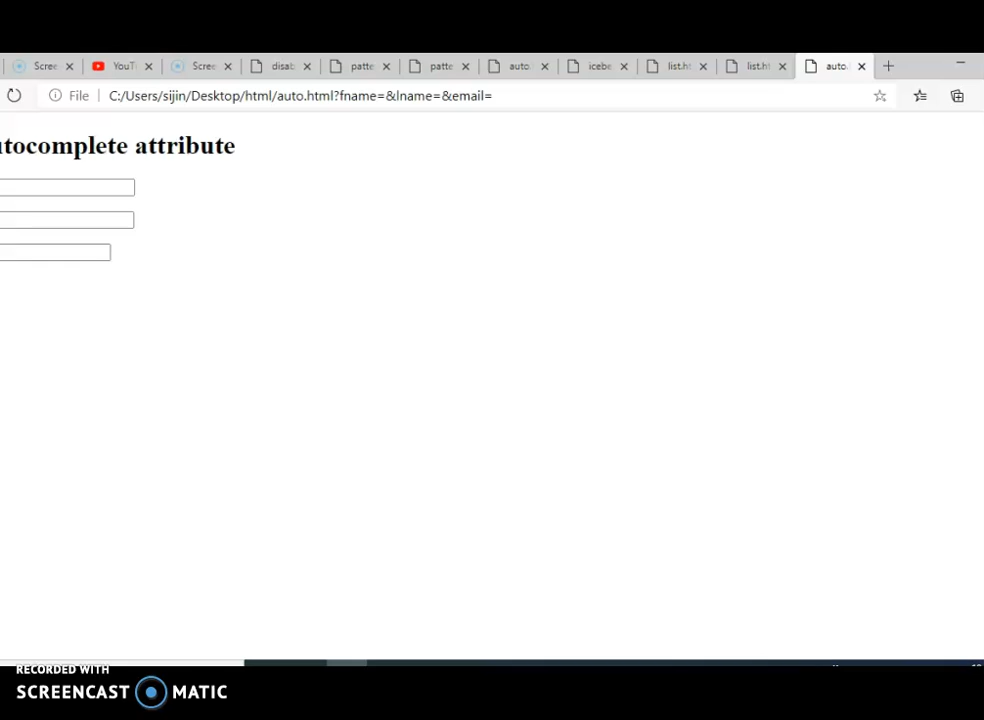 Scree YouTi Scree disab patte patte auto. icebe list.ht list.ht auto.
File C:/Users/sijin/Desktop/html/auto.html?fname=&lname=&email=
utocomplete attribute
RECORDED WITH
SCREENCAST MATIC